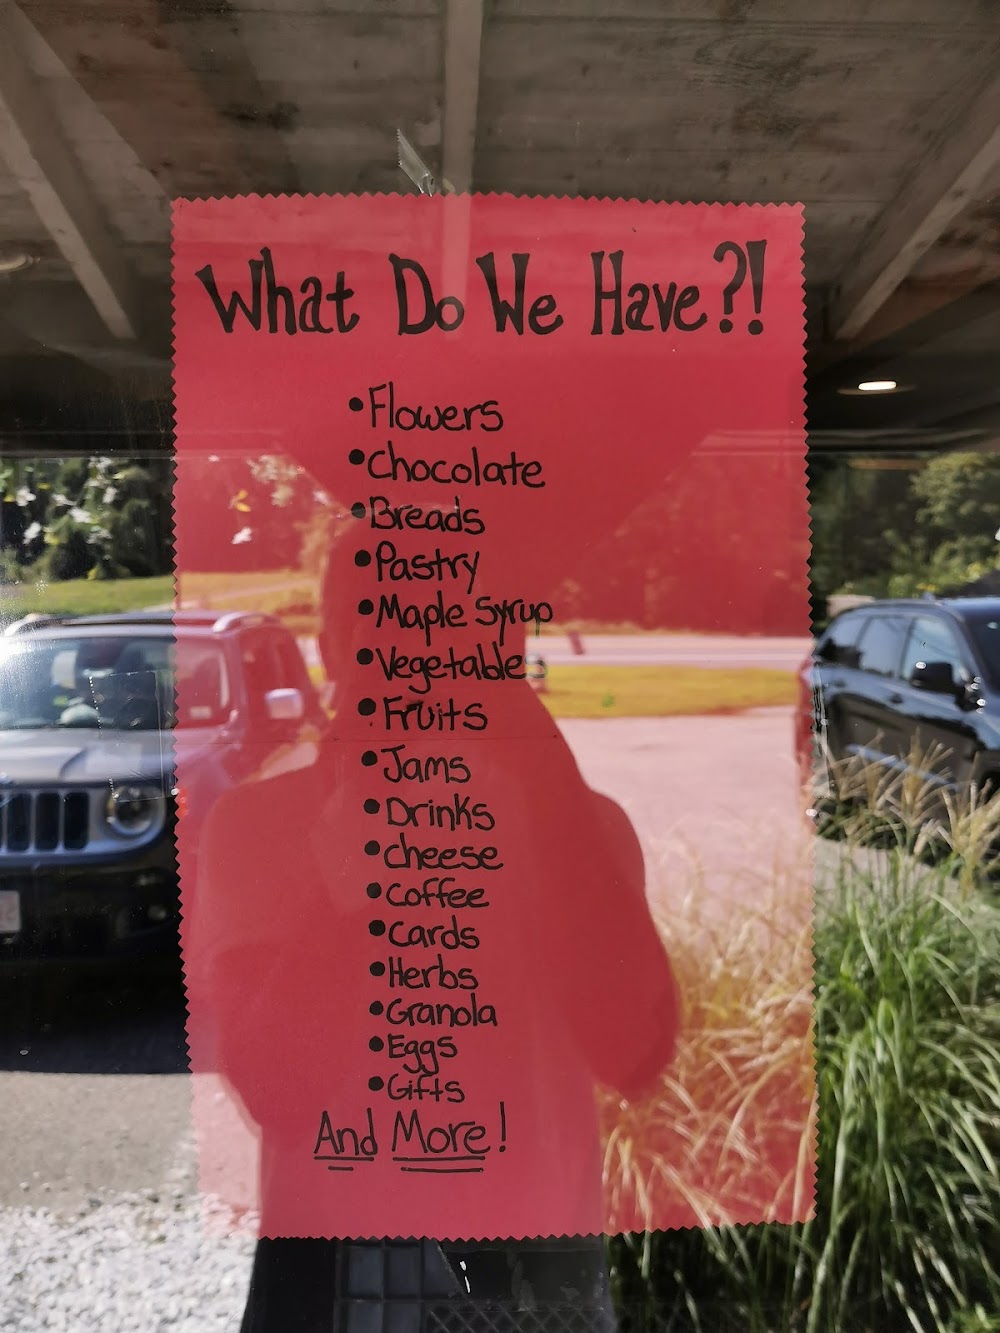 What Do We Have?!
•Flowers
•Chocolate
•Breads
•Pastry
•Maple Syrup
•Vegetables
•Fruits
•Jams
•Drinks
•Cheese
•Coffee
•Cards
•Herbs
•Granola
•Eggs
•Gifts
And More!